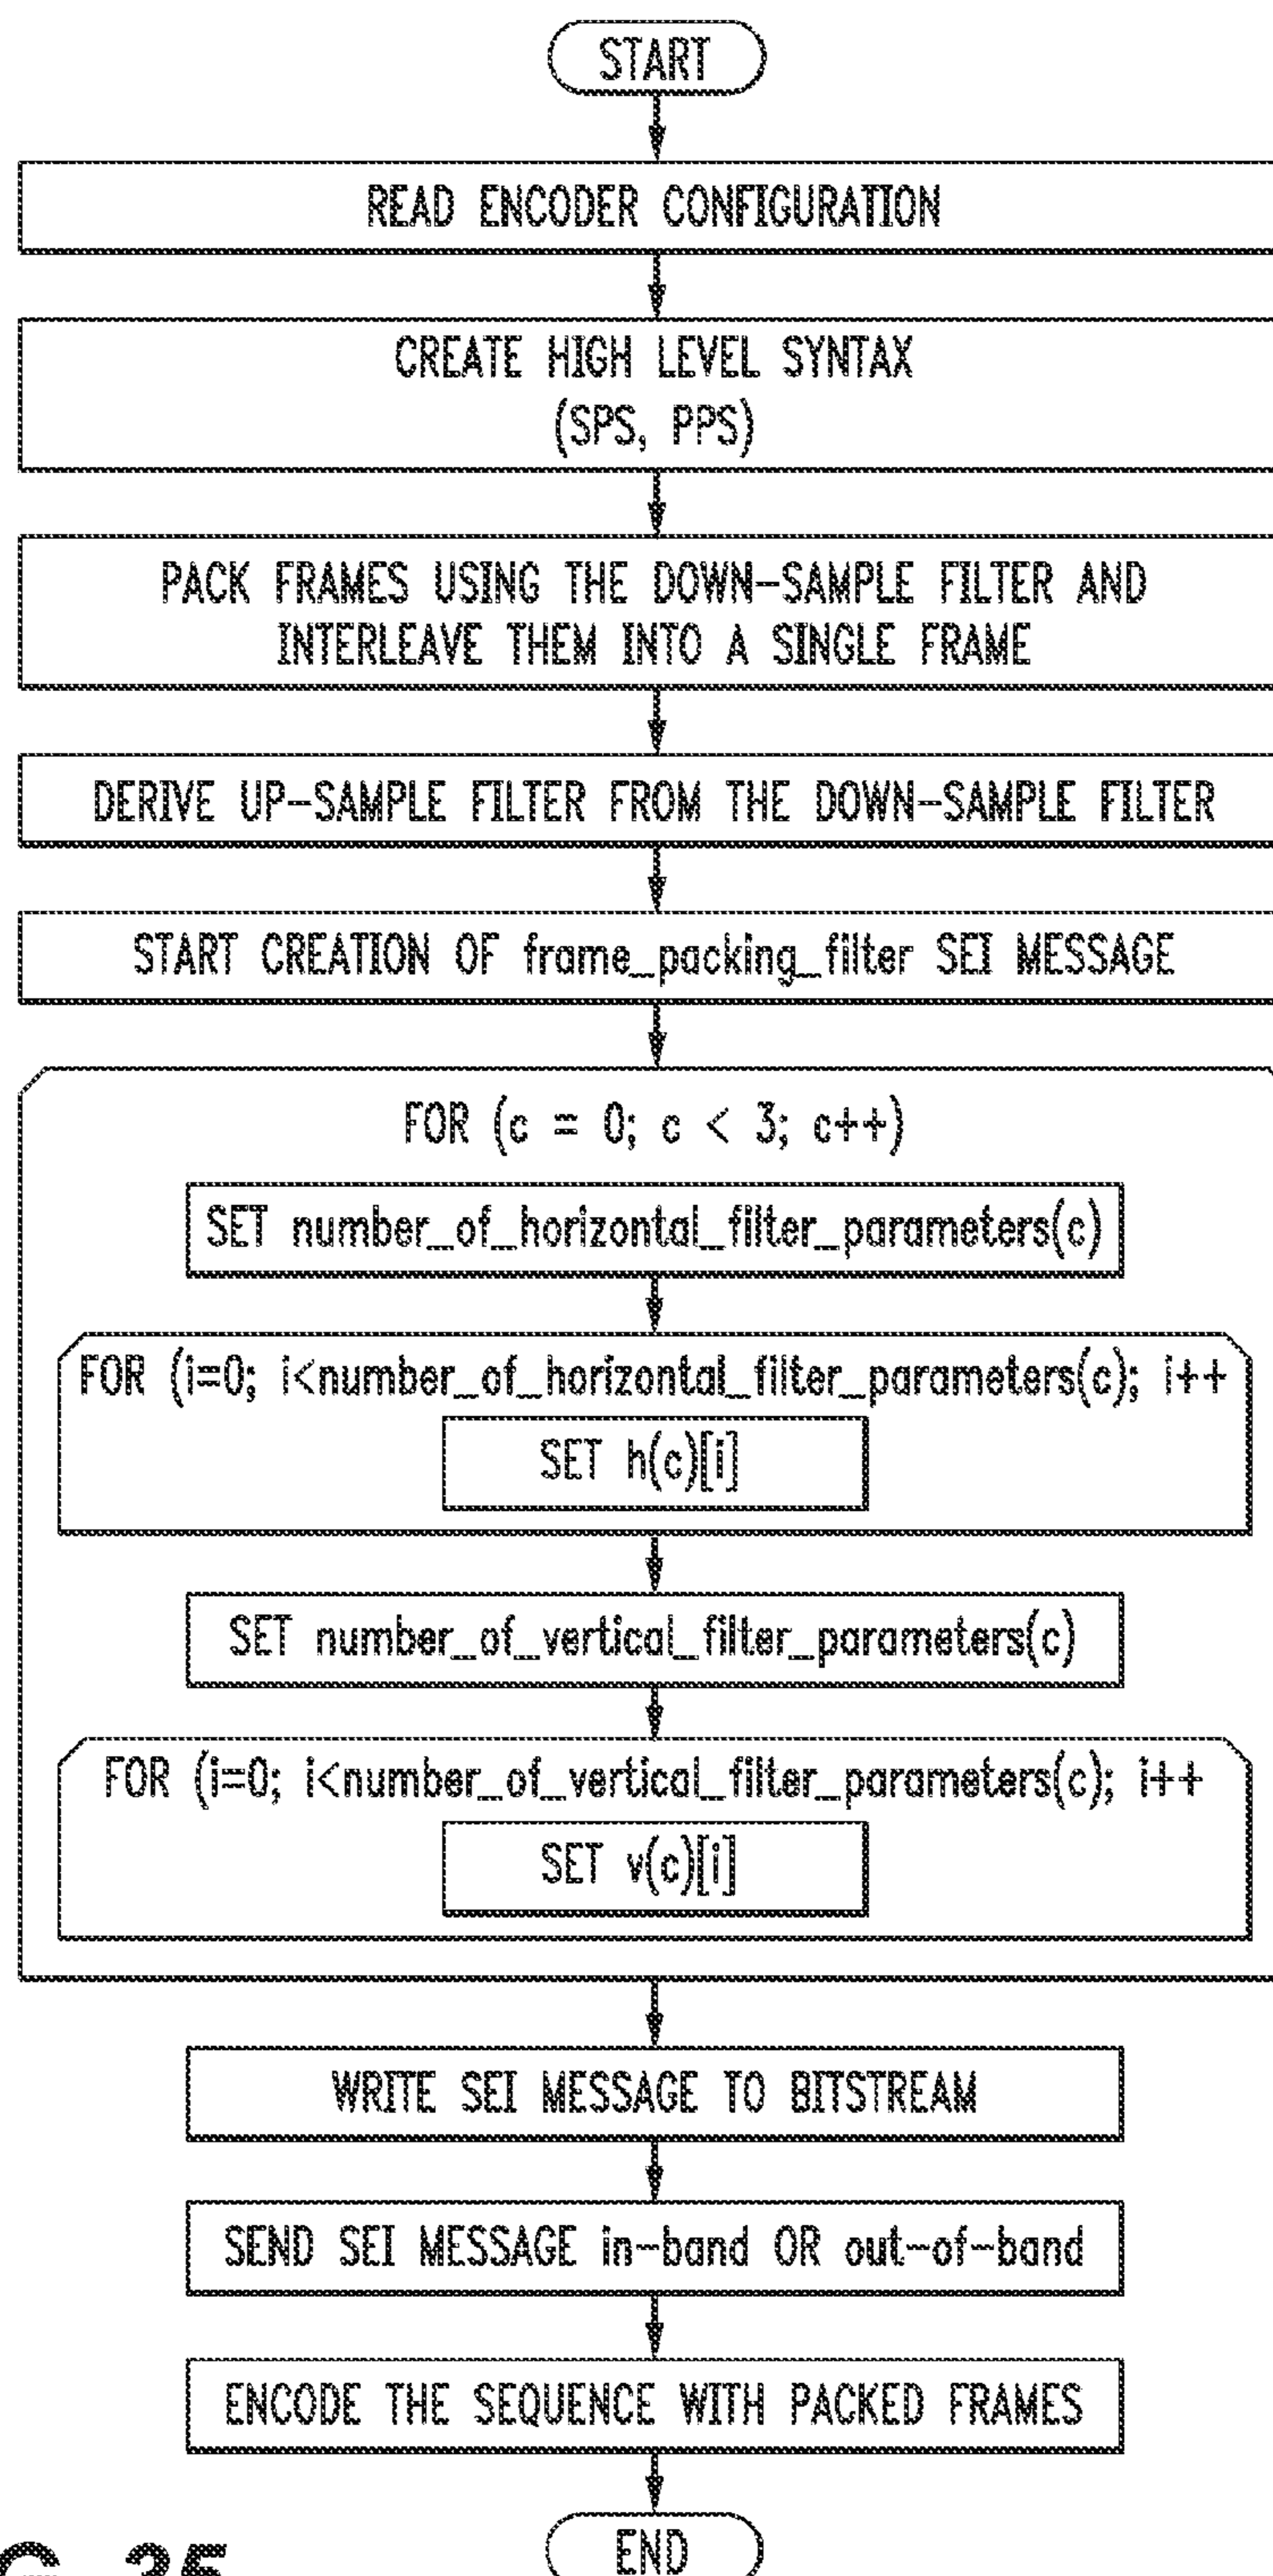 START
READ ENCODER CONFIGURATION
CREATE HIGH LEVEL SYNTAX
(SPS, PPS)
PACK FRAMES USING THE DOWN-SAMPLE FILTER AND
INTERLEAVE THEM INTO A SINGLE FRAME
DERIVE UP-SAMPLE FILTER FROM THE DOWN-SAMPLE FILTER
START CREATION OF frame_packing_filter SEI MESSAGE
FOR (c = 0; c < 3; c++)
SET number_of_horizontal_filter_parameters(c)
FOR (i=0; i<number_of_horizontal_filter_parameters(c); i++
SET h(c)[i]
SET number_of_vertical_filter_parameters(c)
FOR (i=0; i<number_of_vertical_filter_parameters(c); i++
SET v(c)[i]
WRITE SEI MESSAGE TO BITSTREAM
SEND SEI MESSAGE in-band OR out-of-band
ENCODE THE SEQUENCE WITH PACKED FRAMES
END